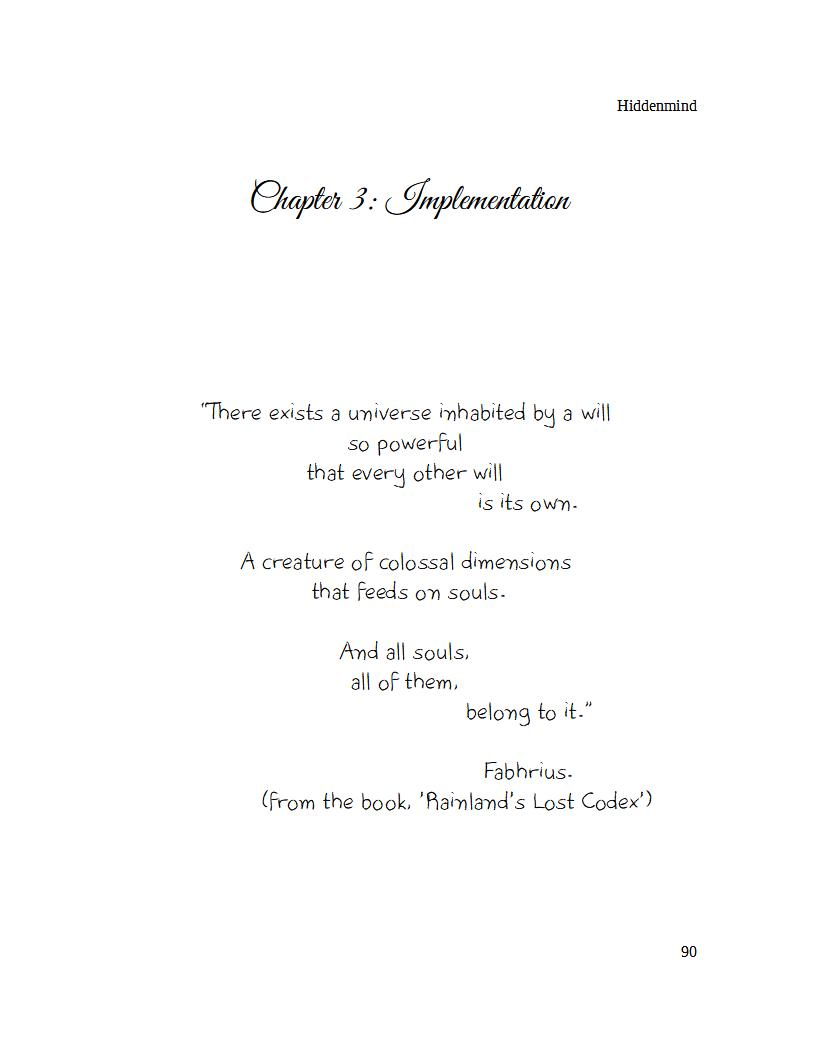 Hiddenmind
Chapter 3: Implementation
"There exists a universe inhabited by a will
so powerful
that every other will
is its own.
A creature of colossal dimensions
that feeds on souls.
And all souls,
all of them,
belong to it."
Fabhrius.
(from the book, 'Rainland's Lost Codex')
90